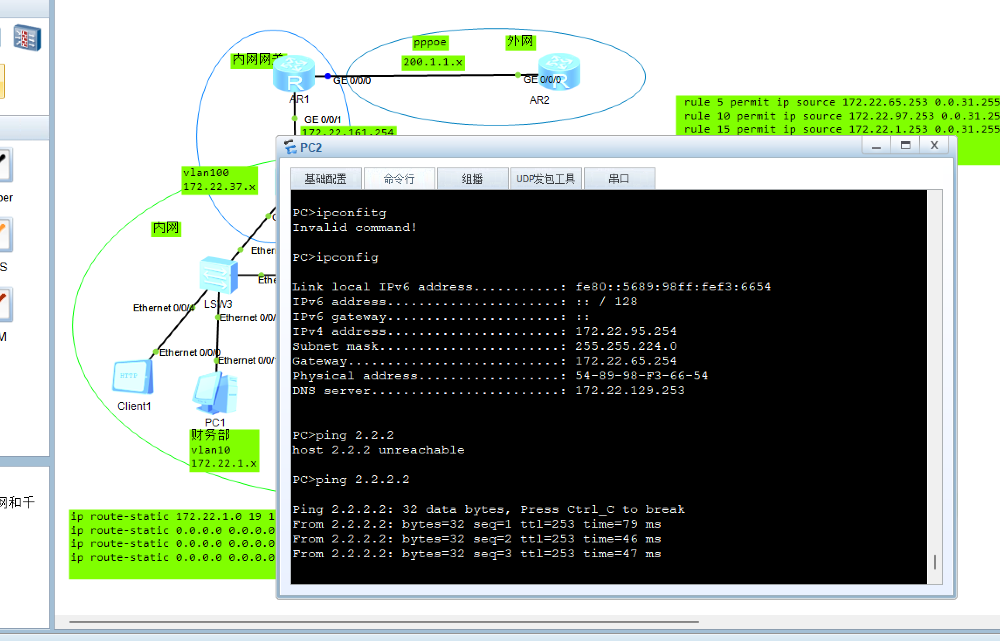 pppoe
外网
内网网关
200.1.1.x
GE 0/0/0
GE 0/0/0
R
R
AR1
AR2
GE 0/0/1
172.22.161.254
rule 5 permit ip source 172.22.65.253 0.0.31.255
rule 10 permit ip source 172.22.97.253 0.0.31.25
rule 15 permit ip source 172.22.1.253 0.0.31.255
PC2
X
vlan100
172.22.37.x
基础配置
命令行
组播
UDP发包工具
串口
内网
Ethern
Ethe
LSW3
Ethernet 0/0/4
Ethernet 0/0/
Ethernet 0/0/0
Ethernet 0/0/1
HTTP
Client1
PC1
财务部
vlan10
172.22.1.x
per
S
M
网和千
ip route-static 172.22.1.0 19 1
ip route-static 0.0.0.0 0.0.0.0
ip route-static 0.0.0.0 0.0.0.0
ip route-static 0.0.0.0 0.0.0.0
PC>ipconfitg
Invalid command!
PC>ipconfig
Link local IPv6 address...........: fe80::5689:98ff:fef3:6654
IPv6 address......................: :: / 128
IPv6 gateway......................: ::
IPv4 address......................: 172.22.95.254
Subnet mask.......................: 255.255.224.0
Gateway...........................: 172.22.65.254
Physical address..................: 54-89-98-F3-66-54
DNS server........................: 172.22.129.253
PC>ping 2.2.2
host 2.2.2 unreachable
PC>ping 2.2.2.2
Ping 2.2.2.2: 32 data bytes, Press Ctrl_C to break
From 2.2.2.2: bytes=32 seq=1 ttl=253 time=79 ms
From 2.2.2.2: bytes=32 seq=2 ttl=253 time=46 ms
From 2.2.2.2: bytes=32 seq=3 ttl=253 time=47 ms